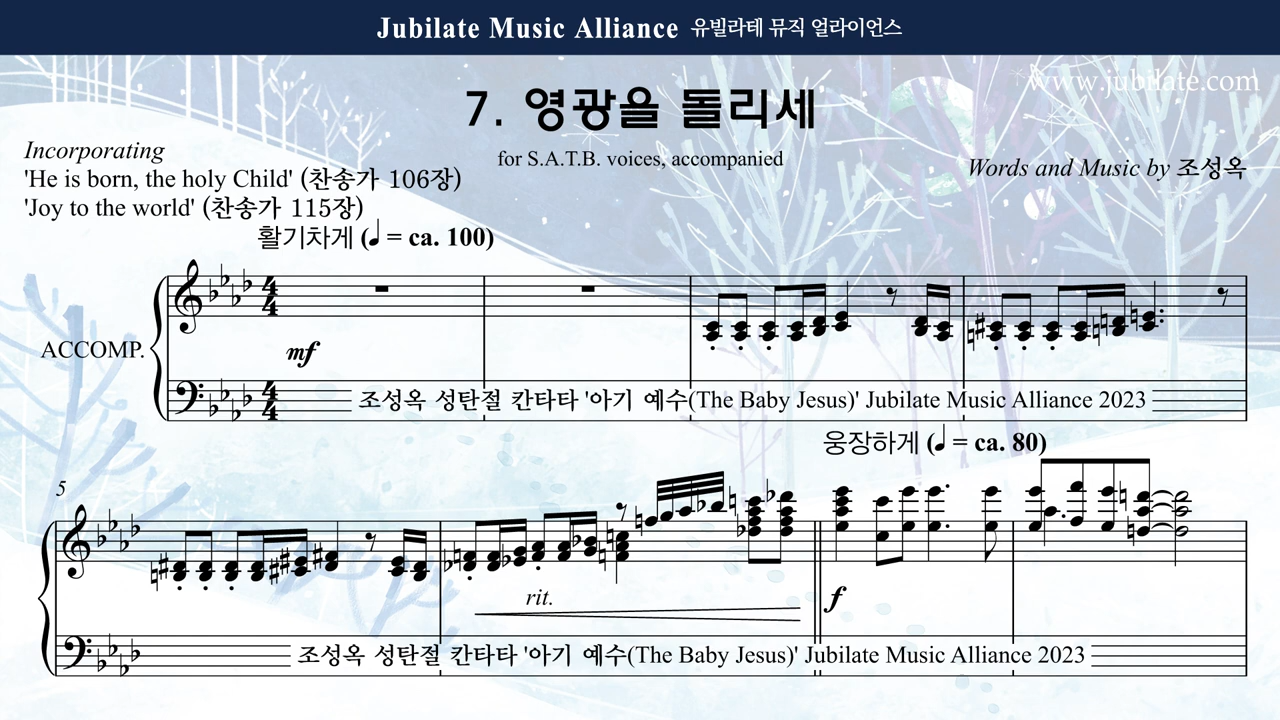 Jubilate Music Alliance 유빌라테 뮤직 얼라이언스
www.jubilate.com
7. 영광을 돌리세
for S.A.T.B. voices, accompanied
Incorporating
'He is born, the holy Child' (찬송가 106장)
'Joy to the world' (찬송가 115장)
Words and Music by 조성옥
활기차게 (♩ = ca. 100)
ACCOMP.
mf
조성옥 성탄절 칸타타 '아기 예수(The Baby Jesus)' Jubilate Music Alliance 2023
웅장하게 (♩ = ca. 80)
5
rit.
f
조성옥 성탄절 칸타타 '아기 예수(The Baby Jesus)' Jubilate Music Alliance 2023